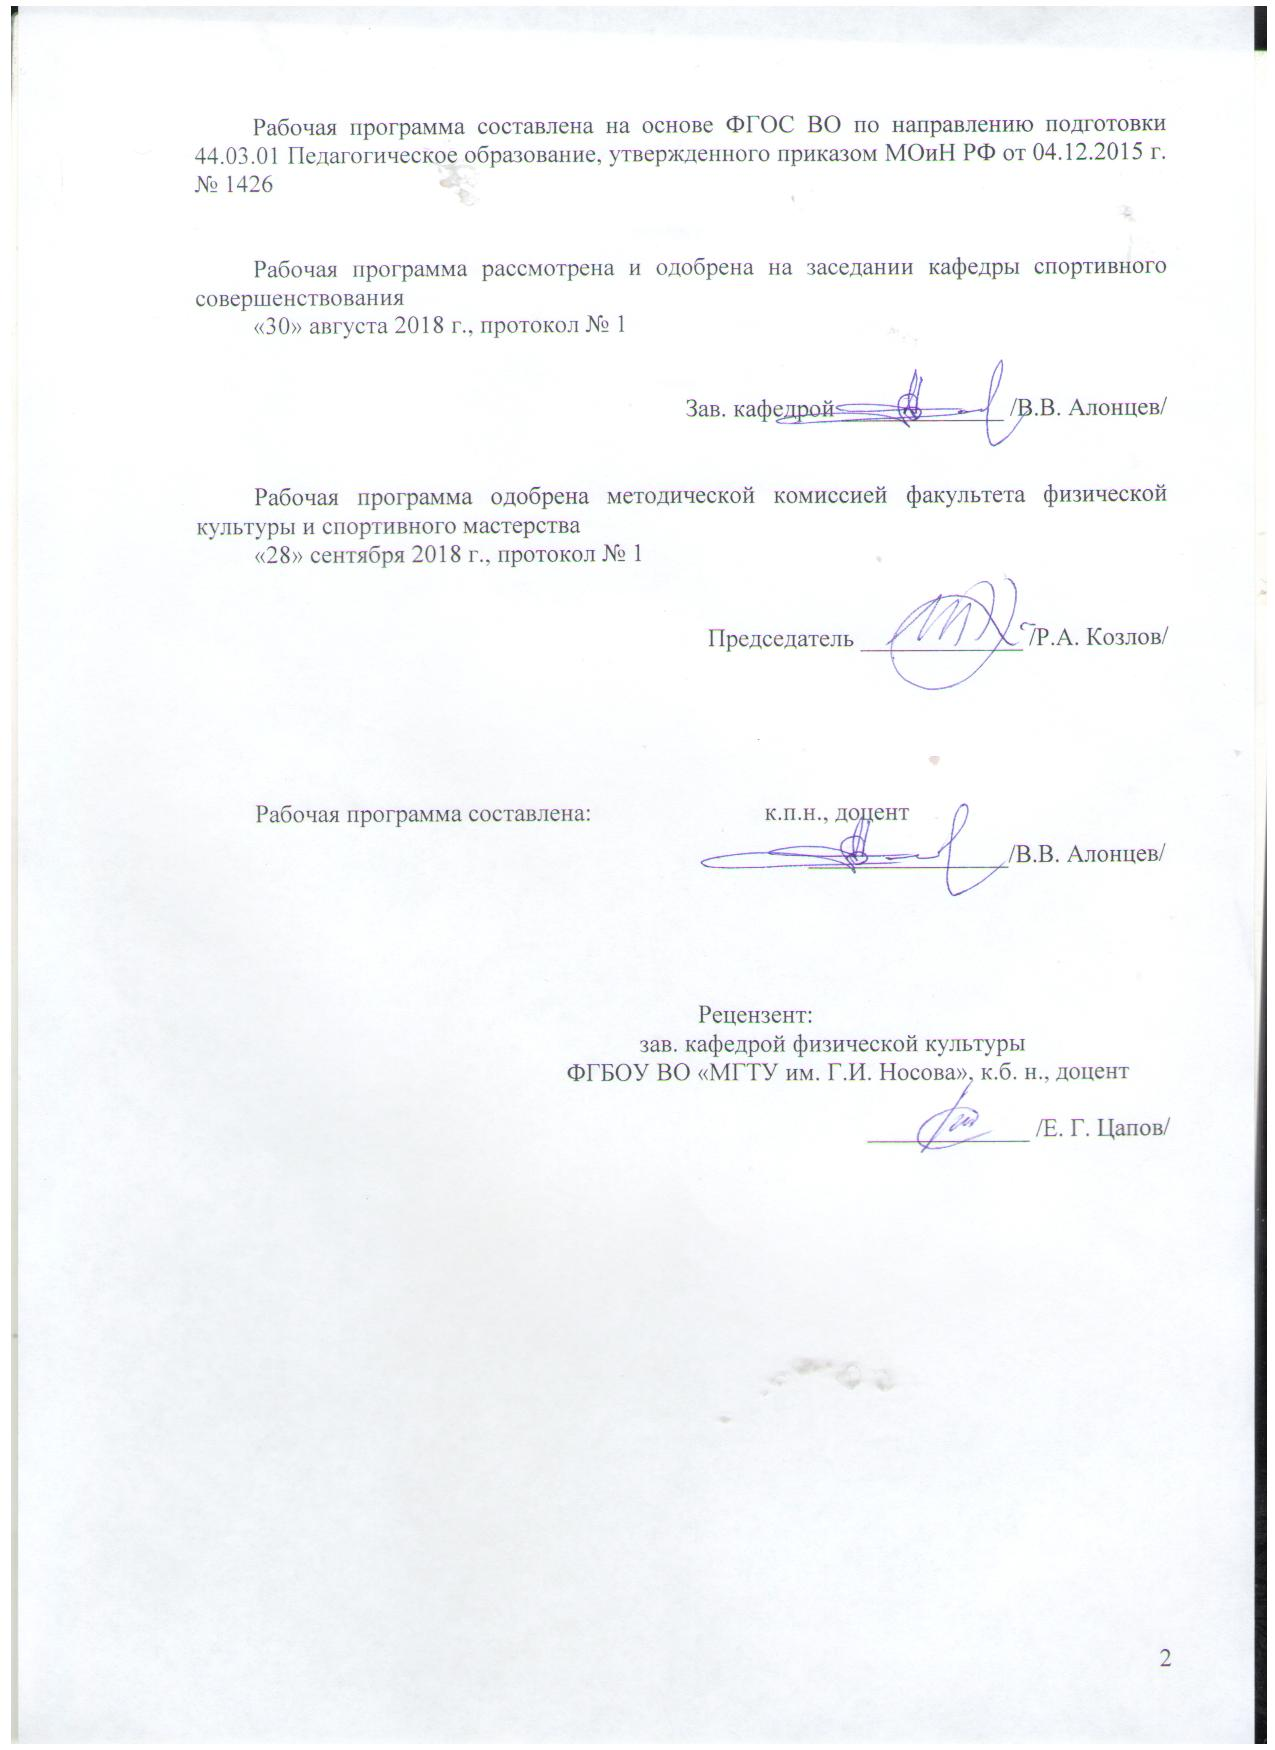 Рабочая программа составлена на основе ФГОС ВО по направлению подготовки
44.03.01 Педагогическое образование, утвержденного приказом МОиН РФ от 04.12.2015 г.
№ 1426
Рабочая программа рассмотрена и одобрена на заседании кафедры спортивного
совершенствования
«30» августа 2018 г., протокол № 1
Зав. кафедрой /В.В. Алонцев/
Рабочая программа одобрена методической комиссией факультета физической
культуры и спортивного мастерства
«28» сентября 2018 г., протокол № 1
Председатель /Р.А. Козлов/
Рабочая программа составлена: к.п.н., доцент
/В.В. Алонцев/
Рецензент:
зав. кафедрой физической культуры
ФГБОУ ВО «МГТУ им. Г.И. Носова», к.б. н., доцент
/Е. Г. Цапов/
2